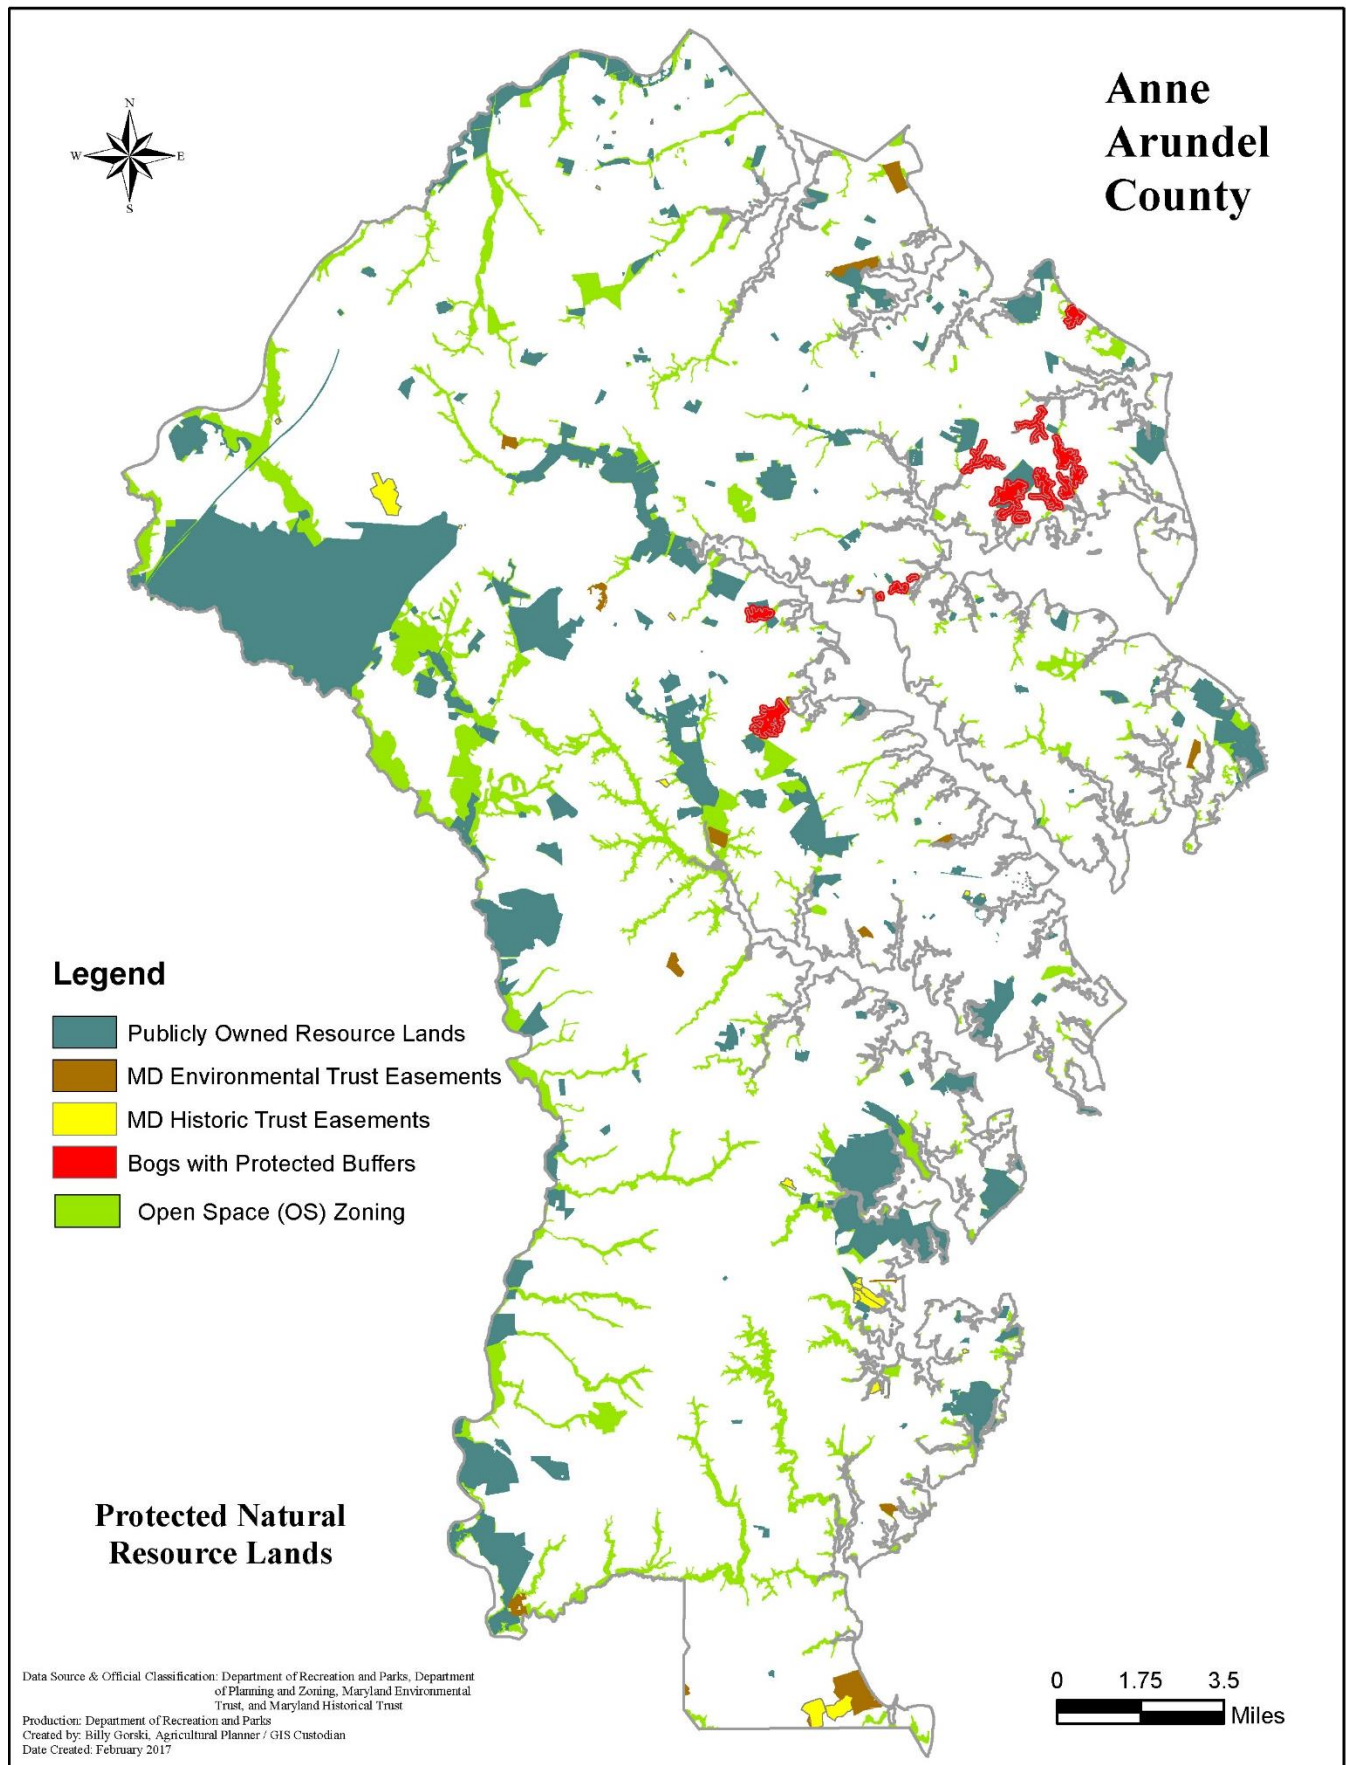 Anne
Arundel
County
N
W
E
S
Legend
Publicly Owned Resource Lands
MD Environmental Trust Easements
MD Historic Trust Easements
Bogs with Protected Buffers
Open Space (OS) Zoning
Protected Natural
Resource Lands
Data Source & Official Classification: Department of Recreation and Parks, Department
of Planning and Zoning, Maryland Environmental
Trust, and Maryland Historical Trust
Production: Department of Recreation and Parks
Created by: Billy Gorski, Agricultural Planner / GIS Custodian
Date Created: February 2017
0 1.75 3.5
Miles